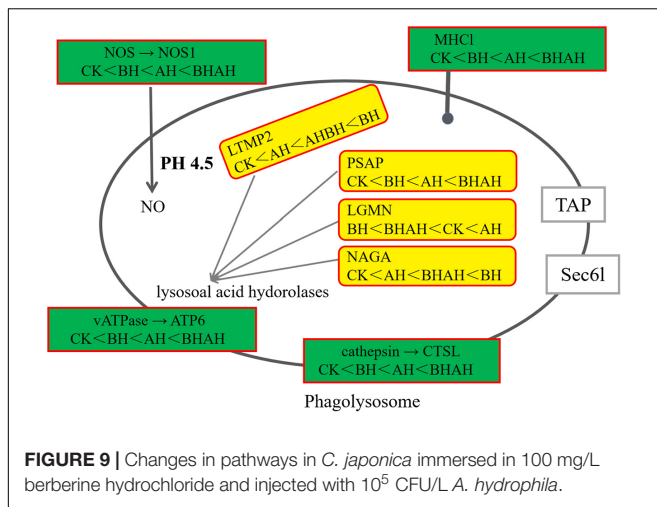 NOS → NOS1
CK<BH<AH<BHAH
MHCl
CK<BH<AH<BHAH
LTMP2
CK<AH<AHBH<BH
PH 4.5
NO
PSAP
CK<BH<AH<BHAH
LGMN
BH<BHAH<CK<AH
NAGA
CK<AH<BHAH<BH
TAP
Sec6l
lysosoal acid hydorolases
vATPase → ATP6
CK<BH<AH<BHAH
cathepsin → CTSL
CK<BH<AH<BHAH
Phagolysosome
FIGURE 9 | Changes in pathways in C. japonica immersed in 100 mg/L
berberine hydrochloride and injected with 10⁵ CFU/L A. hydrophila.